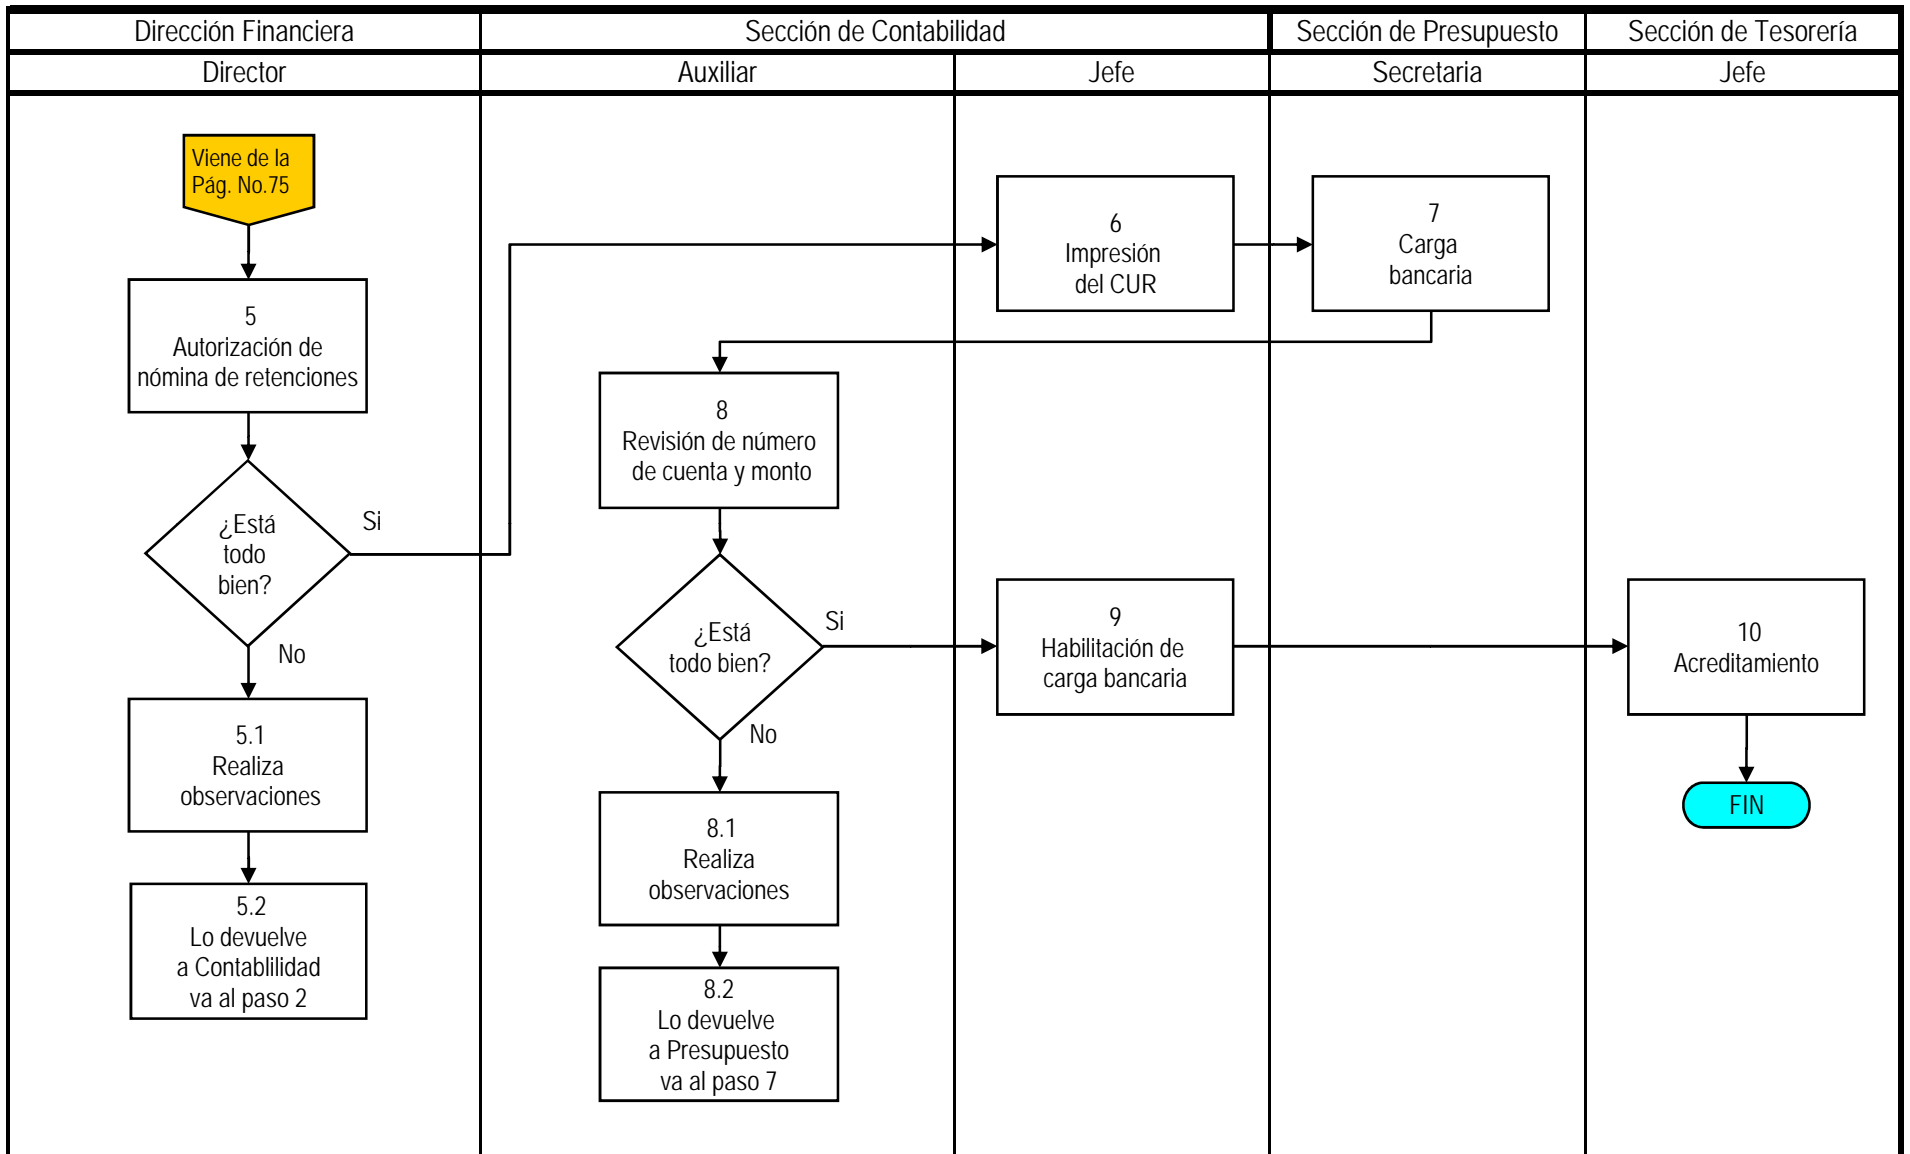 Dirección Financiera
Sección de Contabilidad
Sección de Presupuesto
Sección de Tesorería
Director
Auxiliar
Jefe
Secretaria
Jefe
Viene de la
Pág. No.75
5
Autorización de
nómina de retenciones
¿Está
todo
bien?
Si
No
5.1
Realiza
observaciones
5.2
Lo devuelve
a Contablilidad
va al paso 2
6
Impresión
del CUR
7
Carga
bancaria
8
Revisión de número
de cuenta y monto
¿Está
todo bien?
Si
No
8.1
Realiza
observaciones
8.2
Lo devuelve
a Presupuesto
va al paso 7
9
Habilitación de
carga bancaria
10
Acreditamiento
FIN